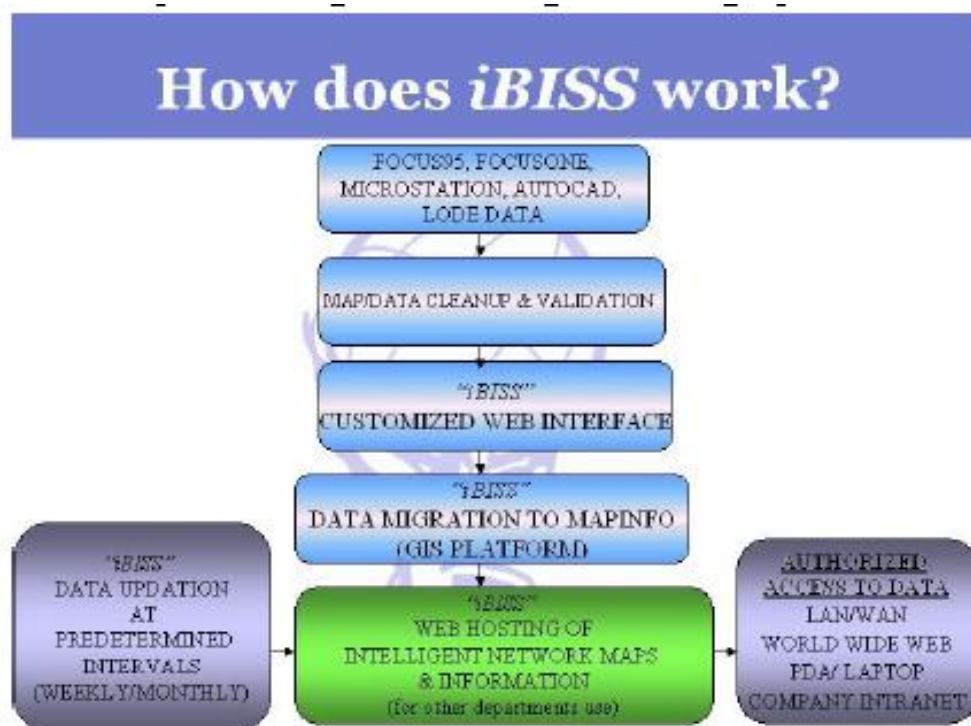 How does iBISS work?
FOCUS95, FOCUSONE,
MICROSTATION, AUTOCAD,
LODE DATA
MAP/DATA CLEANUP & VALIDATION
"iBISS"
CUSTOMIZED WEB INTERFACE
"iBISS"
DATA MIGRATION TO MAPINFO
(GIS PLATFORM)
"iBISS"
DATA UPDATION
AT
PREDETERMINED
INTERVALS
(WEEKLY/MONTHLY)
"iBISS"
WEB HOSTING OF
INTELLIGENT NETWORK MAPS
& INFORMATION
(for other departments use)
AUTHORIZED
ACCESS TO DATA
LAN/WAN
WORLD WIDE WEB
PDA/ LAPTOP
COMPANY INTRANET